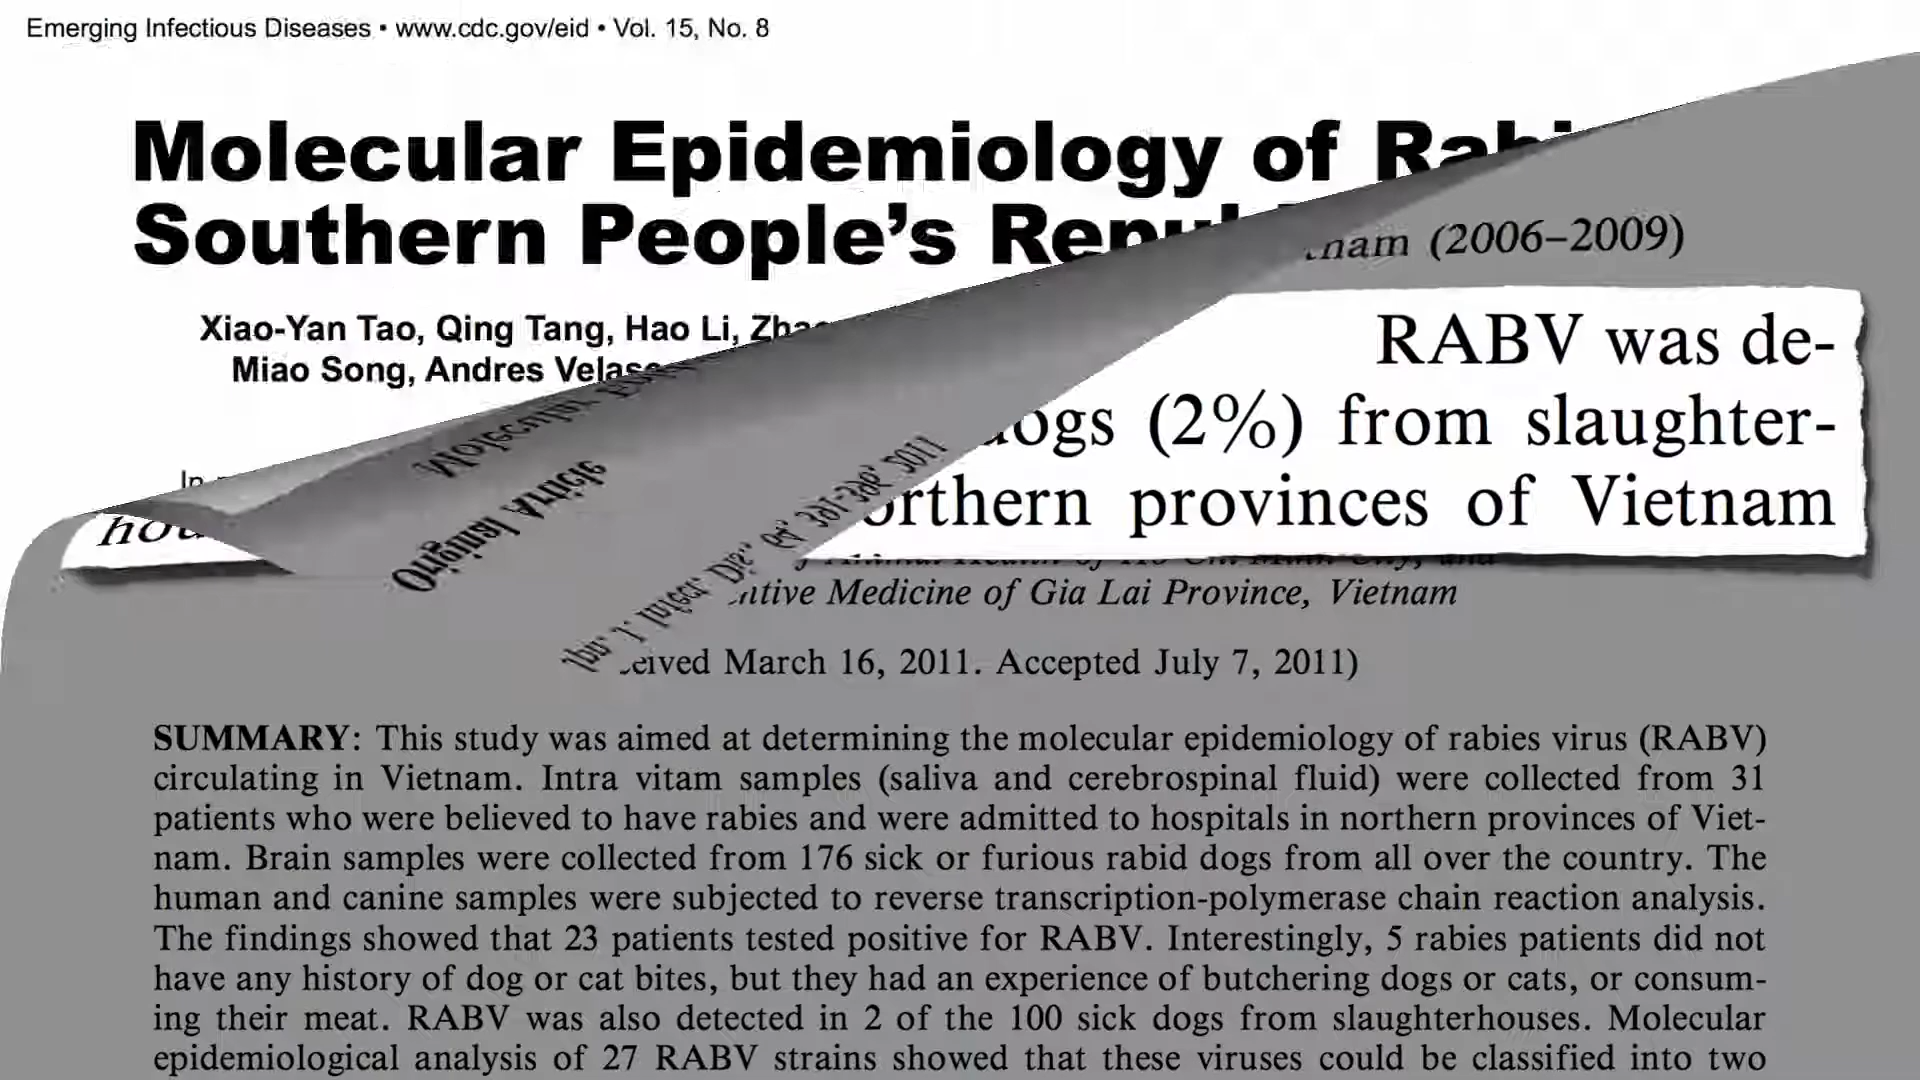 Emerging Infectious Diseases • www.cdc.gov/eid • Vol. 15, No. 8
Molecular Epidemiology of
Southern People's
Xiao-Yan Tao, Qing Tang, Hao Li,
Miao Song, Andres
(2006–2009)
RABV was de-
(2%) from slaughter-
provinces of Vietnam
Original Article
Medicine of Gia Lai Province, Vietnam
March 16, 2011. Accepted July 7, 2011)
SUMMARY: This study was aimed at determining the molecular epidemiology of rabies virus (RABV)
circulating in Vietnam. Intra vitam samples (saliva and cerebrospinal fluid) were collected from 31
patients who were believed to have rabies and were admitted to hospitals in northern provinces of Viet-
nam. Brain samples were collected from 176 sick or furious rabid dogs from all over the country. The
human and canine samples were subjected to reverse transcription-polymerase chain reaction analysis.
The findings showed that 23 patients tested positive for RABV. Interestingly, 5 rabies patients did not
have any history of dog or cat bites, but they had an experience of butchering dogs or cats, or consum-
ing their meat. RABV was also detected in 2 of the 100 sick dogs from slaughterhouses. Molecular
epidemiological analysis of 27 RABV strains showed that these viruses could be classified into two